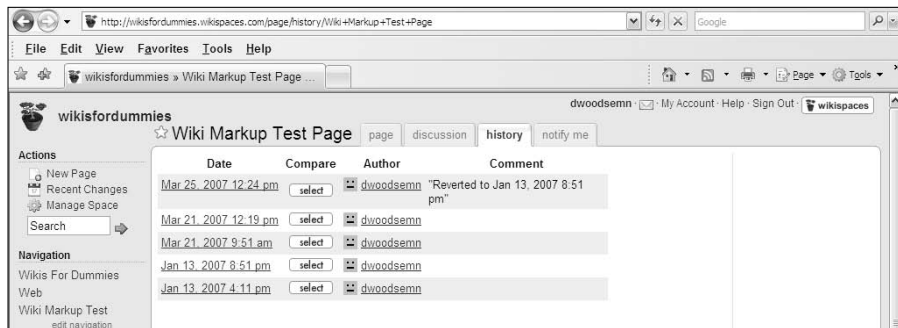 http://wikisfordummies.wikispaces.com/page/history/Wiki+Markup+Test+Page
Google
File Edit View Favorites Tools Help
wikisfordummies » Wiki Markup Test Page ...
Page Tools
dwoodsemn · My Account · Help · Sign Out · wikispaces
wikisfordummies
Wiki Markup Test Page page discussion history notify me
Actions
New Page
Recent Changes
Manage Space
Search
Navigation
Wikis For Dummies
Web
Wiki Markup Test
edit navigation
Date Compare Author Comment
Mar 25, 2007 12:24 pm select dwoodsemn "Reverted to Jan 13, 2007 8:51
pm"
Mar 21, 2007 12:19 pm select dwoodsemn
Mar 21, 2007 9:51 am select dwoodsemn
Jan 13, 2007 8:51 pm select dwoodsemn
Jan 13, 2007 4:11 pm select dwoodsemn